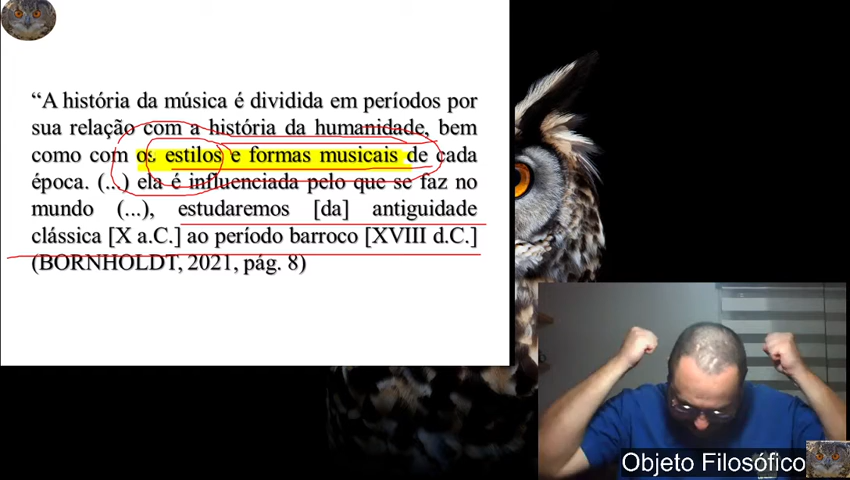 “A história da música é dividida em períodos por
sua relação com a história da humanidade, bem
como com os estilos e formas musicais de cada
época. (...) ela é influenciada pelo que se faz no
mundo (...), estudaremos [da] antiguidade
clássica [X a.C.] ao período barroco [XVIII d.C.]
(BORNHOLDT, 2021, pág. 8)
Objeto Filosófico